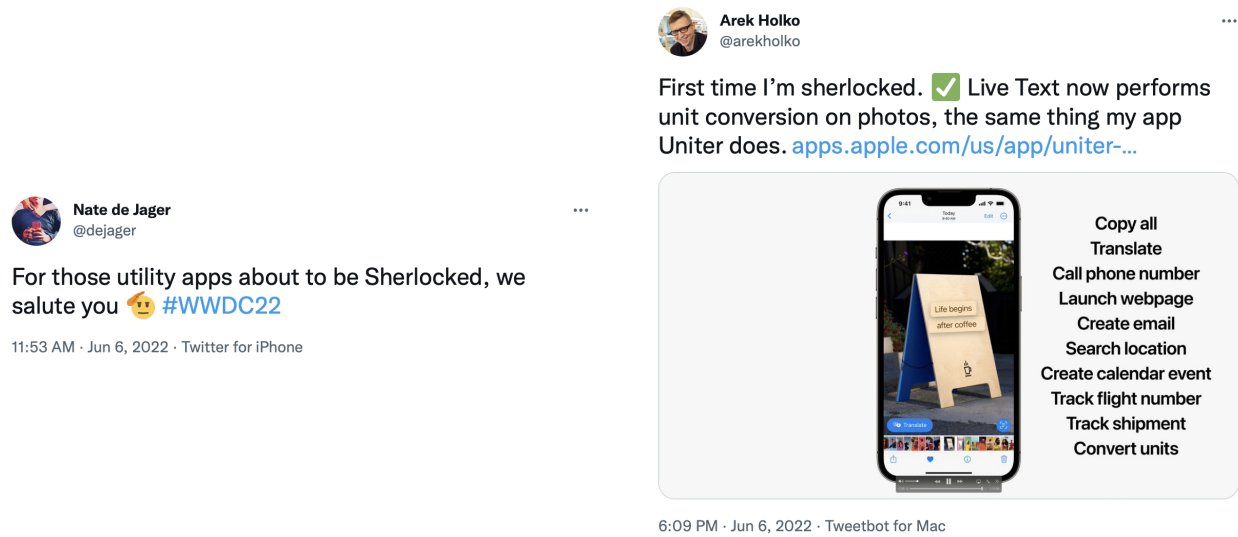 Nate de Jager
@dejager
For those utility apps about to be Sherlocked, we
salute you 🫡 #WWDC22
11:53 AM · Jun 6, 2022 · Twitter for iPhone
Arek Holko
@arekholko
First time I’m sherlocked. ✅ Live Text now performs
unit conversion on photos, the same thing my app
Uniter does. apps.apple.com/us/app/uniter-…
9:41
Today
Edit
Life begins
after coffee
Translate
Copy all
Translate
Call phone number
Launch webpage
Create email
Search location
Create calendar event
Track flight number
Track shipment
Convert units
6:09 PM · Jun 6, 2022 · Tweetbot for Mac